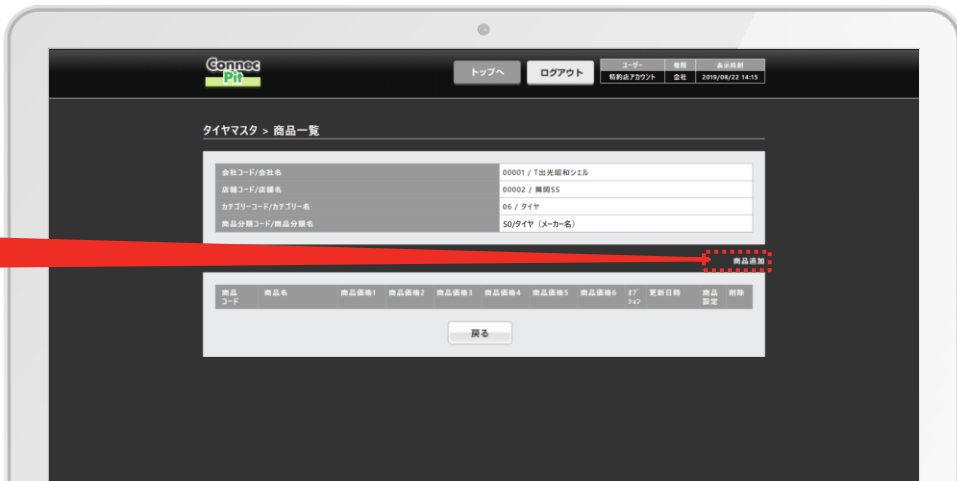 Connec
Pit
トップへ
ログアウト
ユーザー 権限 表示時刻
特約店アカウント 会社 2019/08/22 14:15
タイヤマスタ > 商品一覧
会社コード/会社名 00001 / T出光昭和シェル
店舗コード/店舗名 00002 / 舞岡SS
カテゴリーコード/カテゴリー名 06 / タイヤ
商品分類コード/商品分類名 50/タイヤ（メーカー名）
商品追加
商品コード 商品名 商品価格1 商品価格2 商品価格3 商品価格4 商品価格5 商品価格6 オプション 更新日時 商品設定 削除
戻る